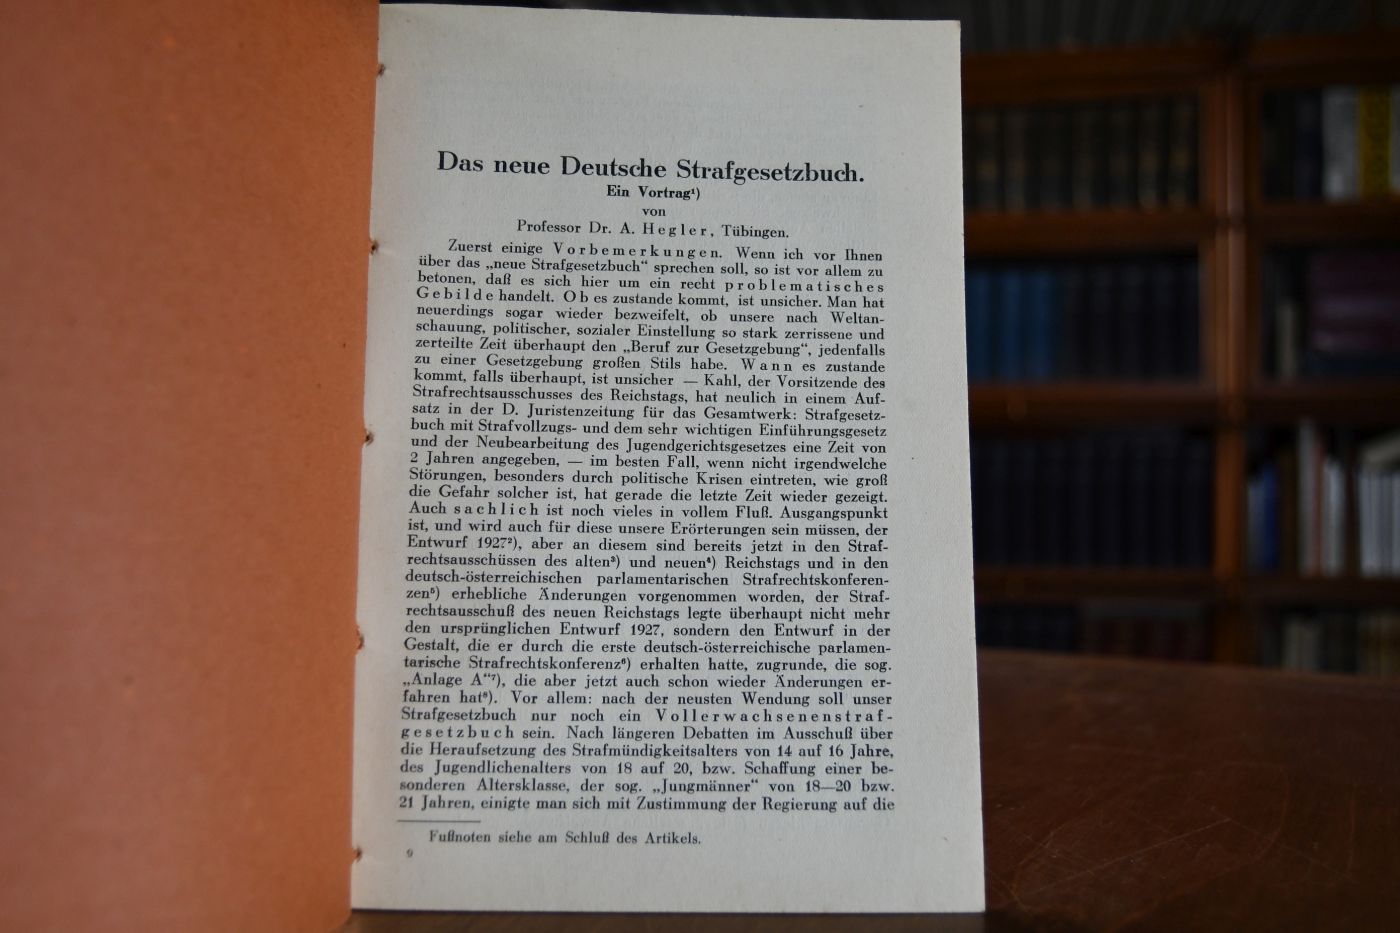 Das neue Deutsche Strafgesetzbuch.
Ein Vortrag¹)
von
Professor Dr. A. Hegler, Tübingen.
Zuerst einige Vorbemerkungen. Wenn ich vor Ihnen
über das „neue Strafgesetzbuch“ sprechen soll, so ist vor allem zu
betonen, daß es sich hier um ein recht problematisches
Gebilde handelt. Ob es zustande kommt, ist unsicher. Man hat
neuerdings sogar wieder bezweifelt, ob unsere nach Weltan-
schauung, politischer, sozialer Einstellung so stark zerrissene und
zerteilte Zeit überhaupt den „Beruf zur Gesetzgebung“, jedenfalls
zu einer Gesetzgebung großen Stils habe. Wann es zustande
kommt, falls überhaupt, ist unsicher — Kahl, der Vorsitzende des
Strafrechtsausschusses des Reichstags, hat neulich in einem Auf-
satz in der D. Juristenzeitung für das Gesamtwerk: Strafgesetz-
buch mit Strafvollzugs- und dem sehr wichtigen Einführungsgesetz
und der Neubearbeitung des Jugendgerichtsgesetzes eine Zeit von
2 Jahren angegeben, — im besten Fall, wenn nicht irgendwelche
Störungen, besonders durch politische Krisen eintreten, wie groß
die Gefahr solcher ist, hat gerade die letzte Zeit wieder gezeigt.
Auch sachlich ist noch vieles in vollem Fluß. Ausgangspunkt
ist, und wird auch für diese unsere Erörterungen sein müssen, der
Entwurf 1927²), aber an diesem sind bereits jetzt in den Straf-
rechtsausschüssen des alten³) und neuen⁴) Reichstags und in den
deutsch-österreichischen parlamentarischen Strafrechtskonferen-
zen⁵) erhebliche Änderungen vorgenommen worden, der Straf-
rechtsausschuß des neuen Reichstags legte überhaupt nicht mehr
den ursprünglichen Entwurf 1927, sondern den Entwurf in der
Gestalt, die er durch die erste deutsch-österreichische parlamen-
tarische Strafrechtskonferenz⁶) erhalten hatte, zugrunde, die sog.
„Anlage A“⁷), die aber jetzt auch schon wieder Änderungen er-
fahren hat⁸). Vor allem: nach der neusten Wendung soll unser
Strafgesetzbuch nur noch ein Vollerwachsenenstraf-
gesetzbuch sein. Nach längeren Debatten im Ausschuß über
die Heraufsetzung des Strafmündigkeitsalters von 14 auf 16 Jahre,
des Jugendlichenalters von 18 auf 20, bzw. Schaffung einer be-
sonderen Altersklasse, der sog. „Jungmänner“ von 18—20 bzw.
21 Jahren, einigte man sich mit Zustimmung der Regierung auf die
Fußnoten siehe am Schluß des Artikels.
9